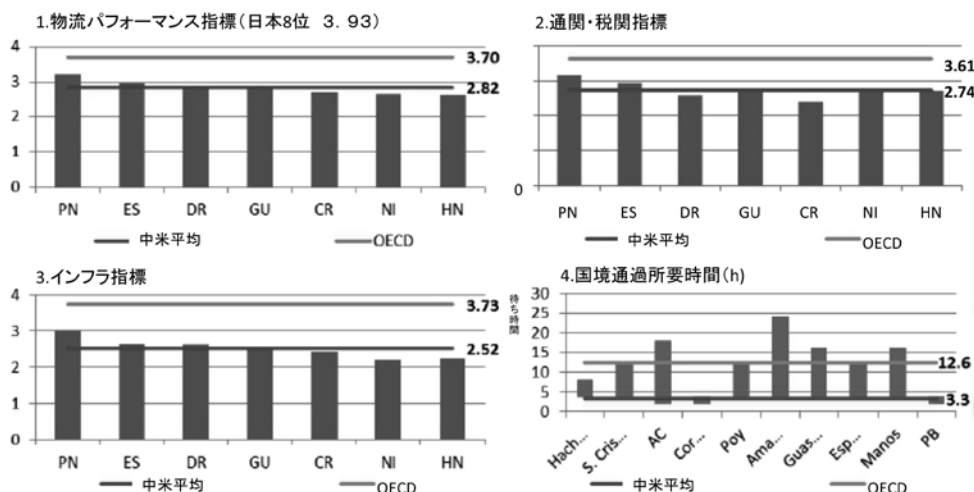 1.物流パフォーマンス指標(日本8位 3.93)
4
3
2
1
0
3.70
2.82
PN ES DR GU CR NI HN
中米平均 OECD
2.通関・税関指標
3.61
2.74
0
PN ES DR GU CR NI HN
中米平均 OECD
3.インフラ指標
4
3
2
1
0
3.73
2.52
PN ES DR GU CR NI HN
中米平均 OECD
4.国境通過所要時間(h)
待ち時間
30
25
20
15
10
5
0
12.6
3.3
Hach... S. Cris... AC Cor... Poy Ama... Guas... Esp... Manos PB
中米平均 OECD